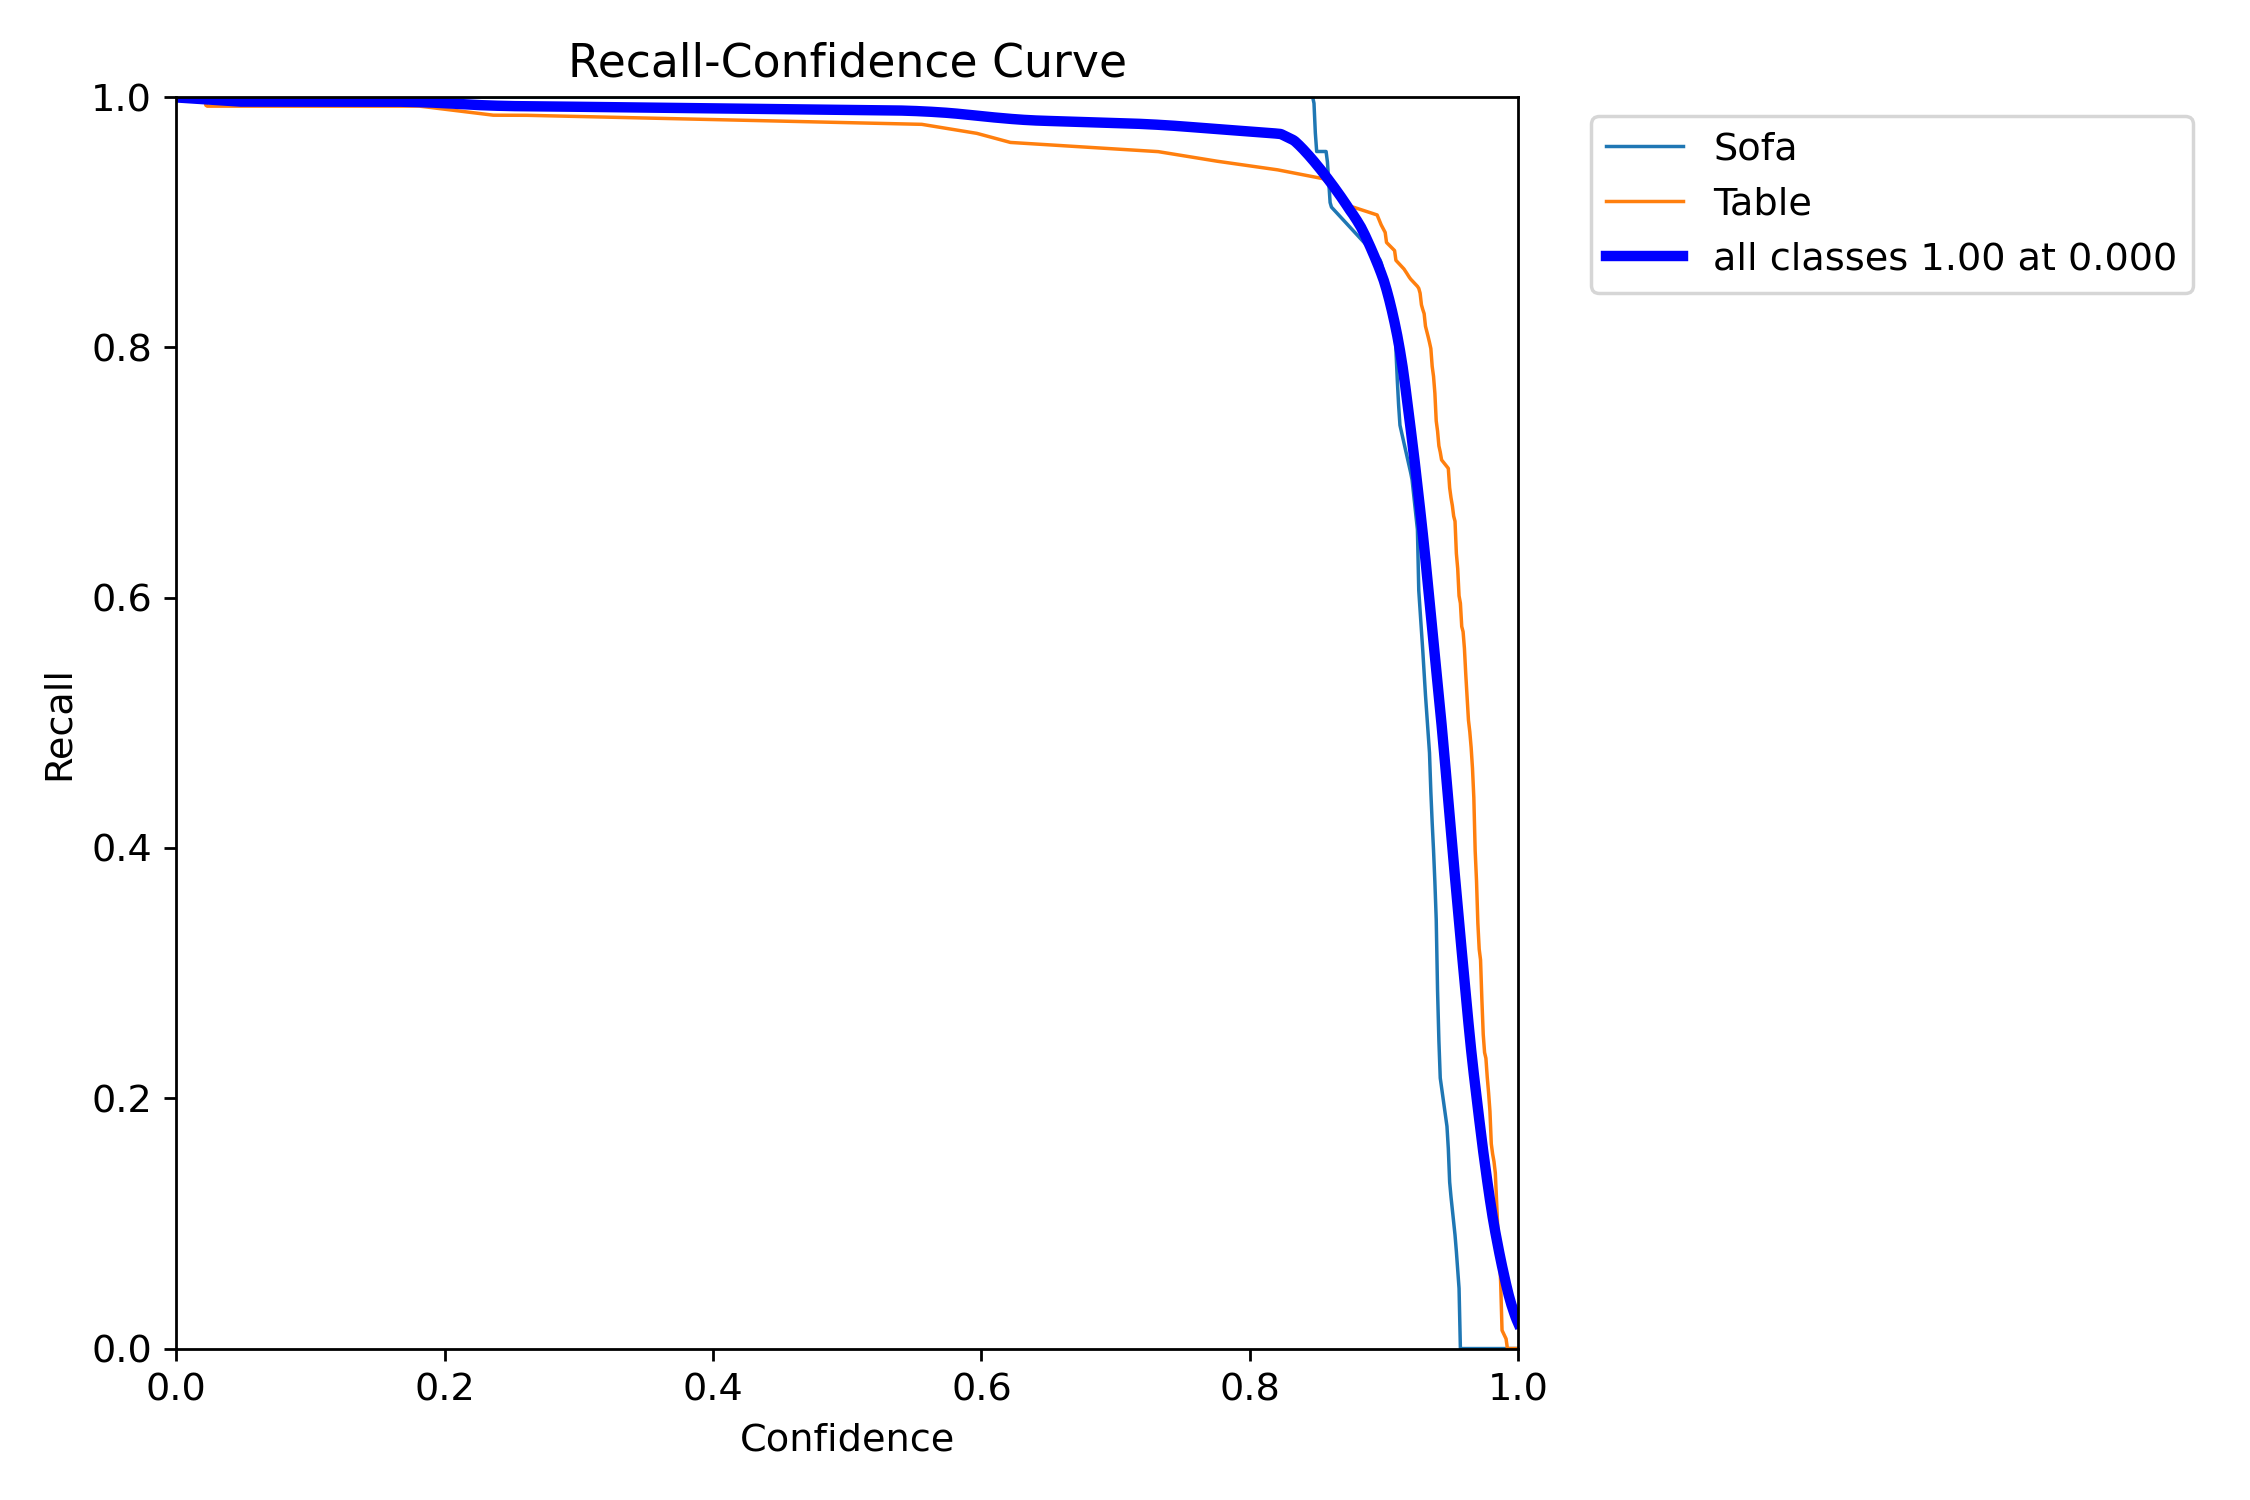 Recall-Confidence Curve
1.0
0.8
0.6
0.4
0.2
0.0
Recall
0.0 0.2 0.4 0.6 0.8 1.0
Confidence
Sofa
Table
all classes 1.00 at 0.000